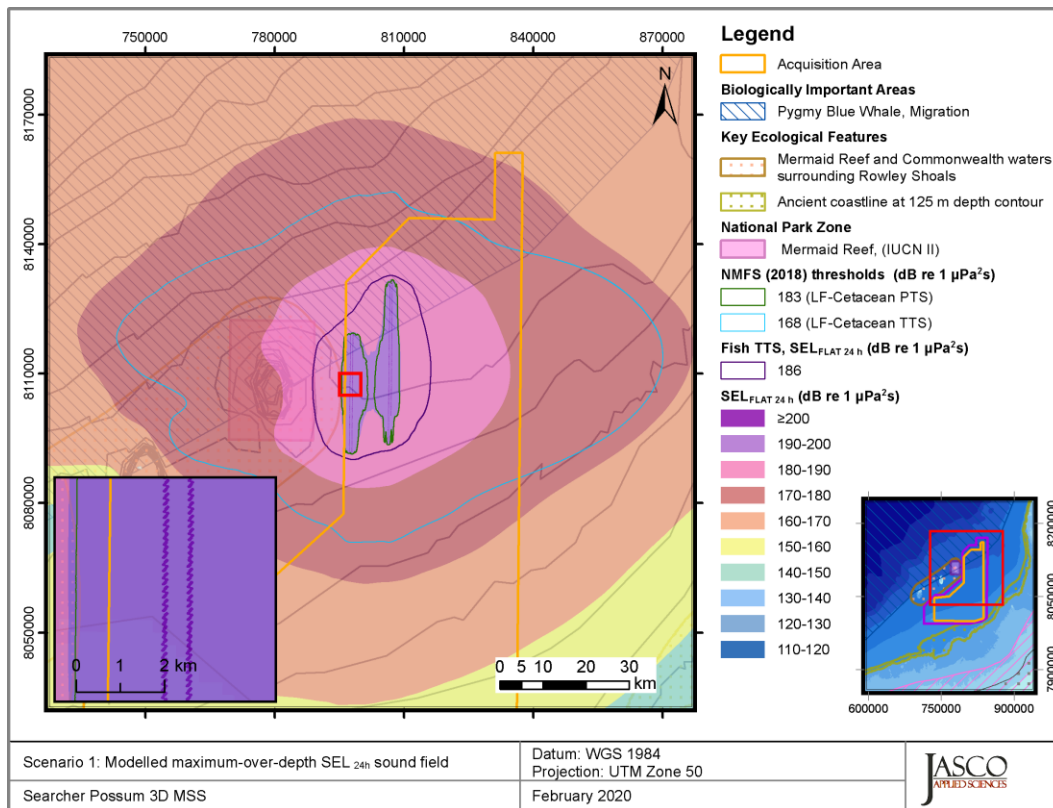 750000 780000 810000 840000 870000
8170000
8140000
8110000
8080000
8050000
N
0 1 2 km
0 5 10 20 30
km
Legend
Acquisition Area
Biologically Important Areas
Pygmy Blue Whale, Migration
Key Ecological Features
Mermaid Reef and Commonwealth waters
surrounding Rowley Shoals
Ancient coastline at 125 m depth contour
National Park Zone
Mermaid Reef, (IUCN II)
NMFS (2018) thresholds (dB re 1 µPa²s)
183 (LF-Cetacean PTS)
168 (LF-Cetacean TTS)
Fish TTS, SELFLAT 24 h (dB re 1 µPa²s)
186
SELFLAT 24 h (dB re 1 µPa²s)
≥200
190-200
180-190
170-180
160-170
150-160
140-150
130-140
120-130
110-120
8200000
8050000
7900000
600000 750000 900000
Scenario 1: Modelled maximum-over-depth SEL 24h sound field
Searcher Possum 3D MSS
Datum: WGS 1984
Projection: UTM Zone 50
February 2020
JASCO
APPLIED SCIENCES